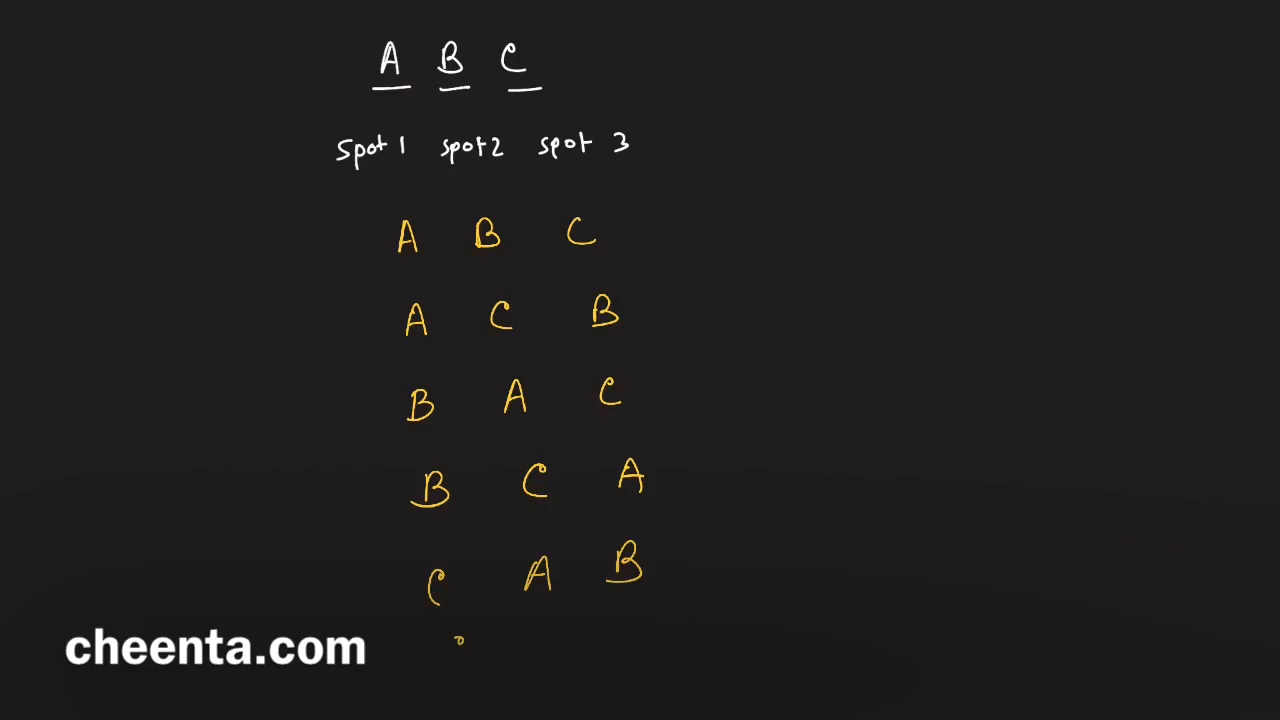 A B C
Spot 1 spot 2 spot 3
A B C
A C B
B A C
B C A
C A B
cheenta.com